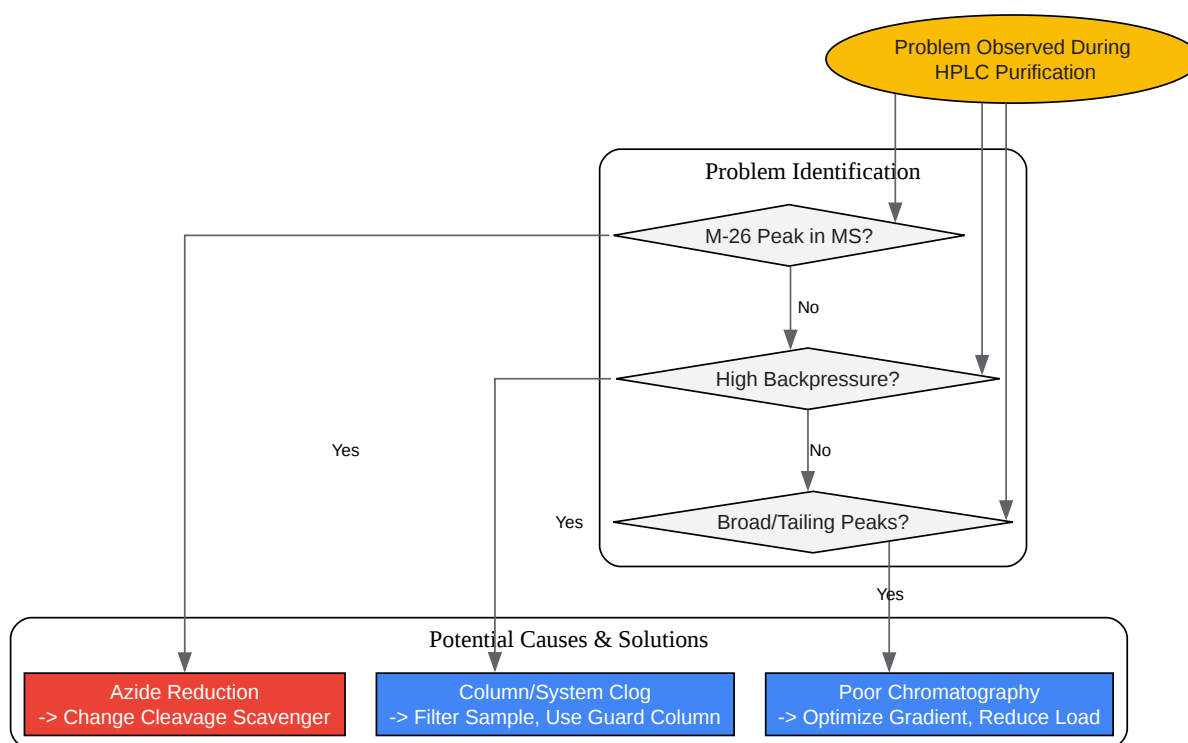 Problem Observed During
HPLC Purification
Problem Identification
M-26 Peak in MS?
No
High Backpressure?
Yes
No
Yes
Broad/Tailing Peaks?
Yes
Potential Causes & Solutions
Azide Reduction
-> Change Cleavage Scavenger
Column/System Clog
-> Filter Sample, Use Guard Column
Poor Chromatography
-> Optimize Gradient, Reduce Load